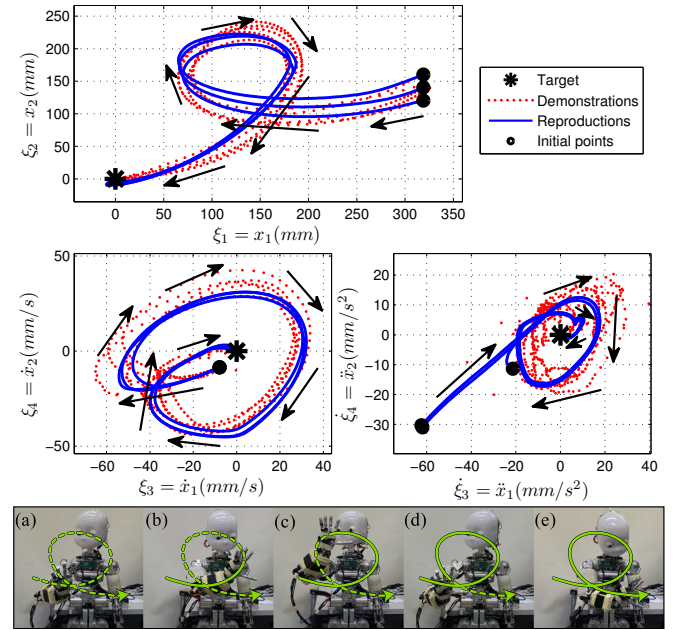 250
200
150
100
50
0
ξ2 = x2(mm)
0 50 100 150 200 250 300 350
ξ1 = x1(mm)
Target
Demonstrations
Reproductions
Initial points
50
0
−50
ξ4 = ẋ2(mm/s)
−60 −40 −20 0 20 40
ξ3 = ẋ1(mm/s)
20
10
0
−10
−20
−30
ξ̇4 = ẍ2(mm/s²)
−60 −40 −20 0 20 40
ξ̇3 = ẍ1(mm/s²)
(a) (b) (c) (d) (e)